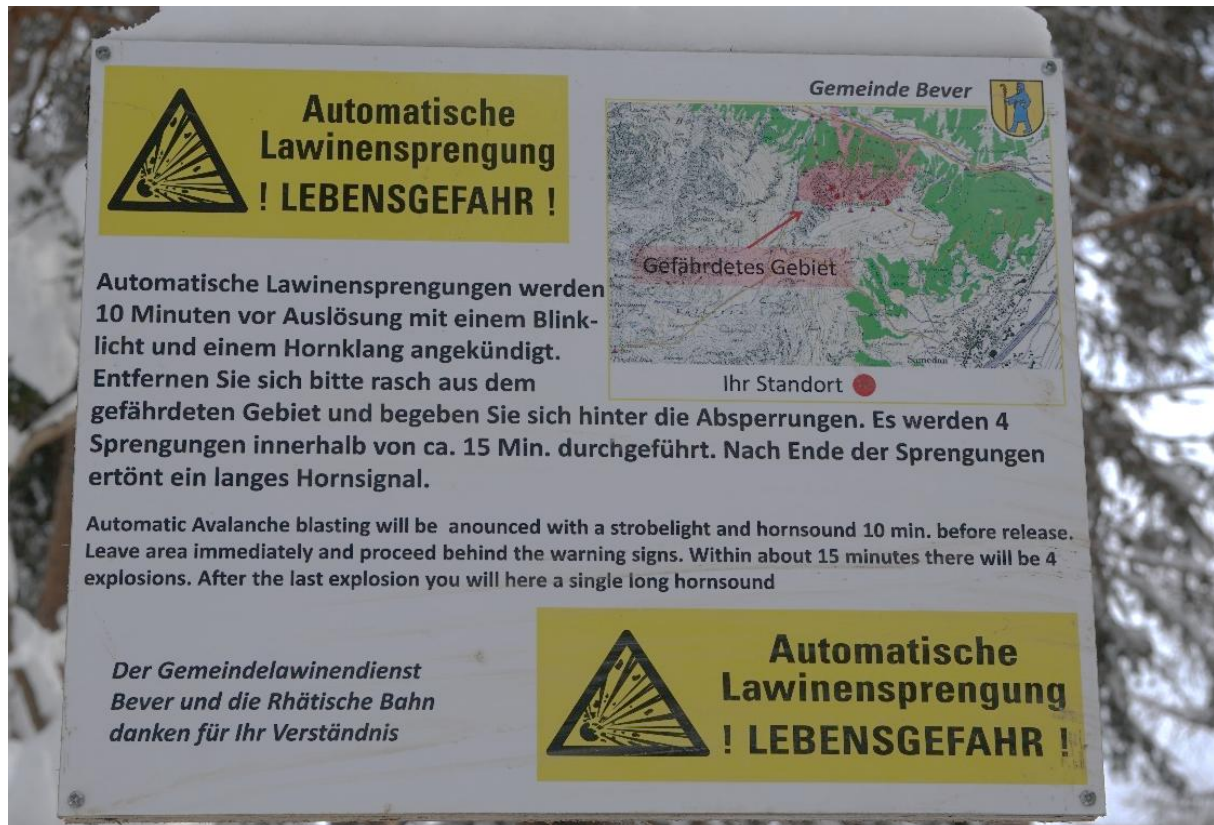 Automatische
Lawinensprengung
! LEBENSGEFAHR !
Gemeinde Bever
Gefährdetes Gebiet
Samedan
Ihr Standort
Automatische Lawinensprengungen werden
10 Minuten vor Auslösung mit einem Blink-
licht und einem Hornklang angekündigt.
Entfernen Sie sich bitte rasch aus dem
gefährdeten Gebiet und begeben Sie sich hinter die Absperrungen. Es werden 4
Sprengungen innerhalb von ca. 15 Min. durchgeführt. Nach Ende der Sprengungen
ertönt ein langes Hornsignal.
Automatic Avalanche blasting will be anounced with a strobelight and hornsound 10 min. before release.
Leave area immediately and proceed behind the warning signs. Within about 15 minutes there will be 4
explosions. After the last explosion you will here a single long hornsound
Der Gemeindelawinendienst
Bever und die Rhätische Bahn
danken für Ihr Verständnis
Automatische
Lawinensprengung
! LEBENSGEFAHR !